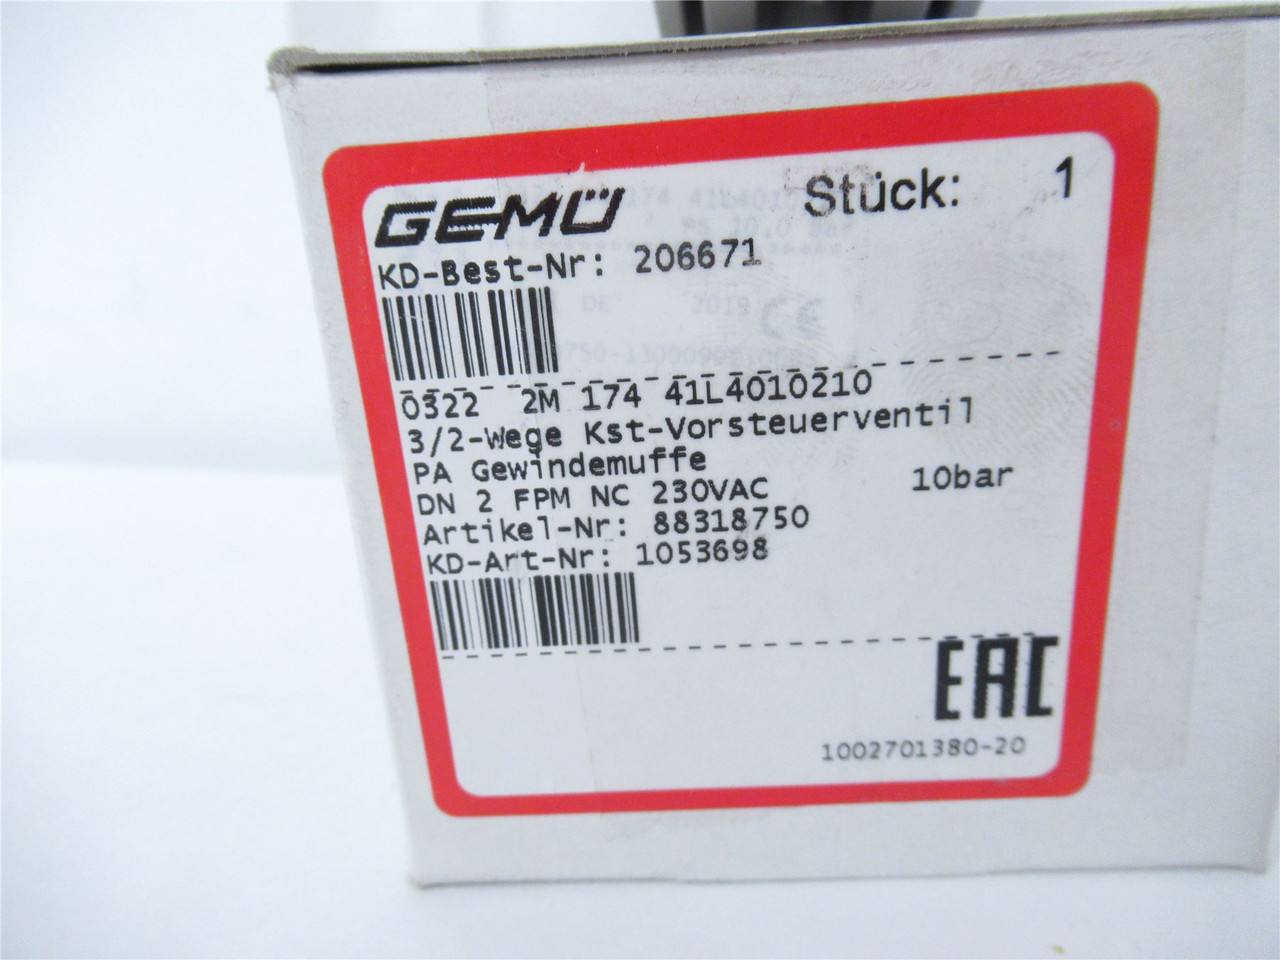 GEMÜ
Stück: 1
KD-Best-Nr: 206671
0322 2M 174 41L4010210
3/2-Wege Kst-Vorsteuerventil
PA Gewindemuffe
DN 2 FPM NC 230VAC 10bar
Artikel-Nr: 88318750
KD-Art-Nr: 1053698
EAC
1002701380-20